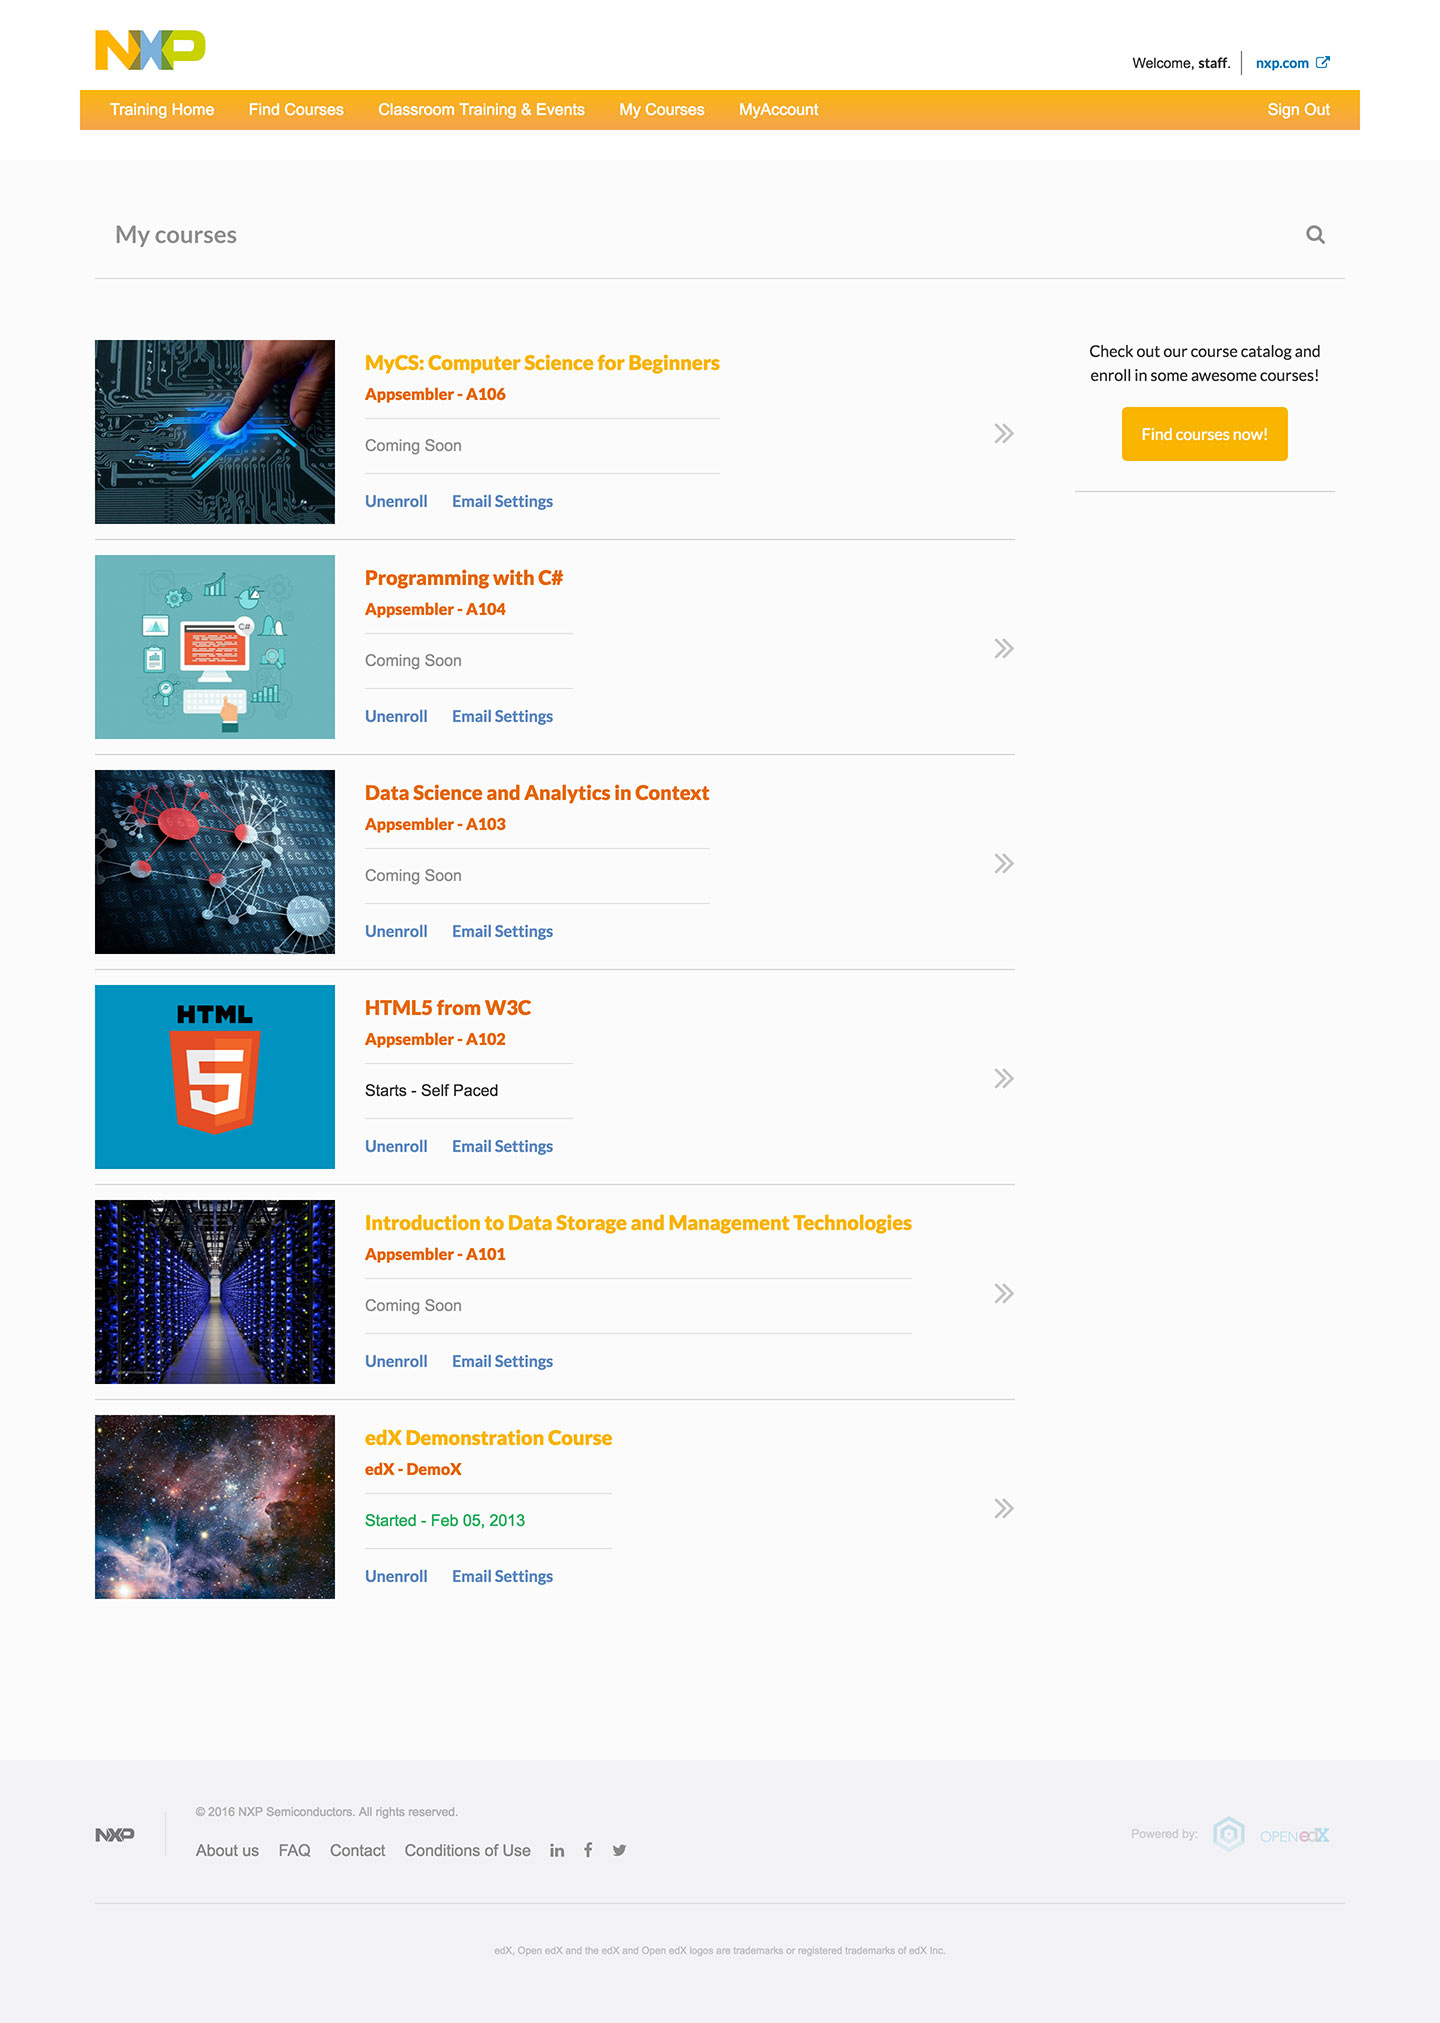 NXP
Welcome, staff. nxp.com
Training Home Find Courses Classroom Training & Events My Courses MyAccount Sign Out
My courses
MyCS: Computer Science for Beginners
Appsembler - A106
Coming Soon
Unenroll Email Settings
Check out our course catalog and
enroll in some awesome courses!
Find courses now!
C#
Programming with C#
Appsembler - A104
Coming Soon
Unenroll Email Settings
Data Science and Analytics in Context
Appsembler - A103
Coming Soon
Unenroll Email Settings
HTML
5
HTML5 from W3C
Appsembler - A102
Starts - Self Paced
Unenroll Email Settings
Introduction to Data Storage and Management Technologies
Appsembler - A101
Coming Soon
Unenroll Email Settings
edX Demonstration Course
edX - DemoX
Started - Feb 05, 2013
Unenroll Email Settings
NXP
© 2016 NXP Semiconductors. All rights reserved.
About us FAQ Contact Conditions of Use in f
Powered by: OPENedX
edX, Open edX and the edX and Open edX logos are trademarks or registered trademarks of edX Inc.